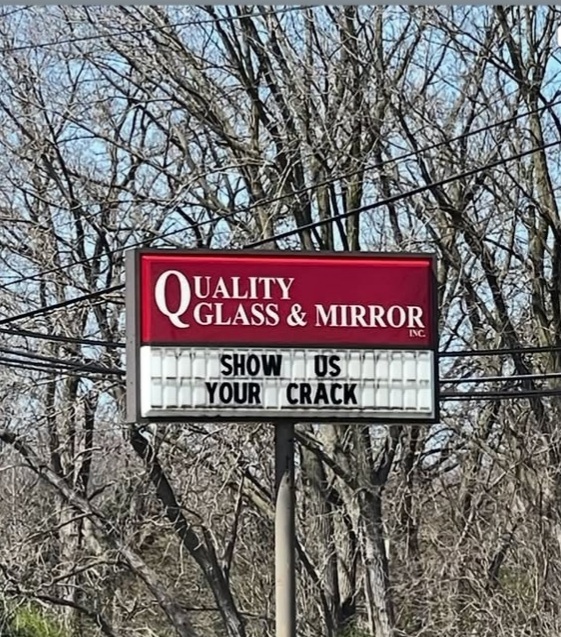 QUALITY
GLASS & MIRROR
INC.
SHOW US
YOUR CRACK